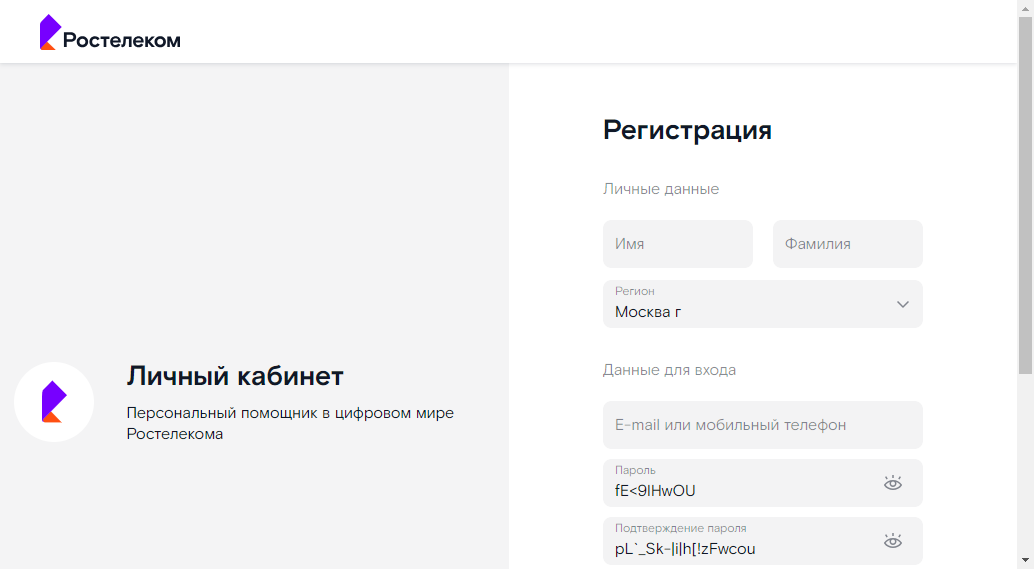 Ростелеком
Регистрация
Личные данные
Имя
Фамилия
Регион
Москва г
Личный кабинет
Персональный помощник в цифровом мире
Ростелекома
Данные для входа
E-mail или мобильный телефон
Пароль
fE<9IHwOU
Подтверждение пароля
pL`_Sk-|i|h[!zFwcou